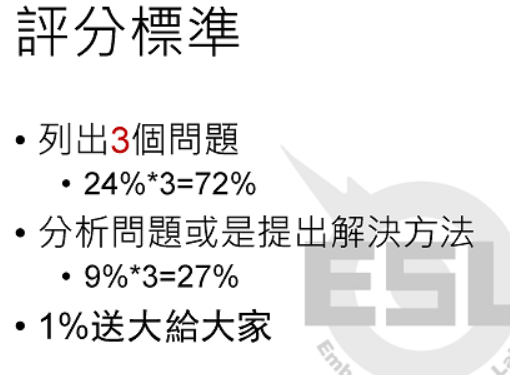 評分標準
• 列出3個問題
• 24%*3=72%
• 分析問題或是提出解決方法
• 9%*3=27%
• 1%送大給大家
ESL